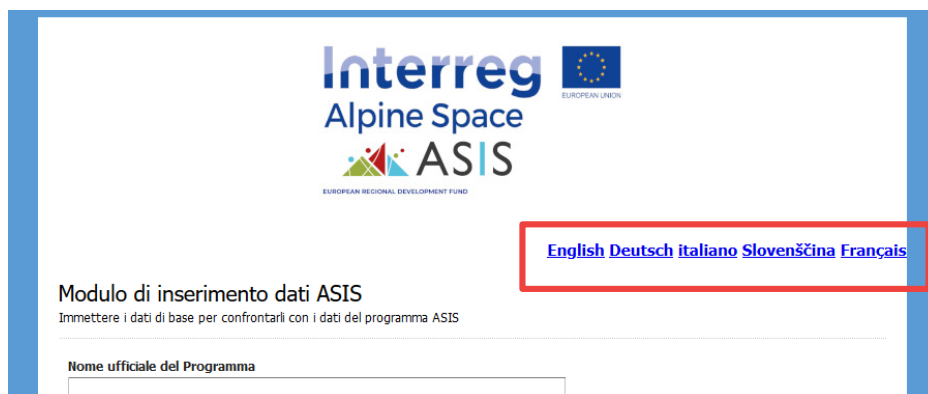 Interreg
EUROPEAN UNION
Alpine Space
ASIS
EUROPEAN REGIONAL DEVELOPMENT FUND
English Deutsch italiano Slovenščina Français
Modulo di inserimento dati ASIS
Immettere i dati di base per confrontarli con i dati del programma ASIS
Nome ufficiale del Programma